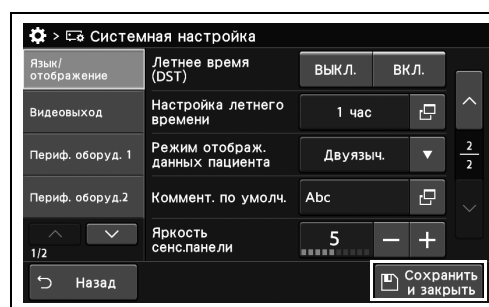 > Системная настройка
Язык/
отображение
Видеовыход
Периф. оборуд. 1
Периф. оборуд.2
1/2
Назад
Летнее время
(DST)
ВЫКЛ.
ВКЛ.
Настройка летнего
времени
1 час
Режим отображ.
данных пациента
Двуязыч.
Коммент. по умолч.
Abc
Яркость
сенс.панели
5
2
2
Сохранить
и закрыть